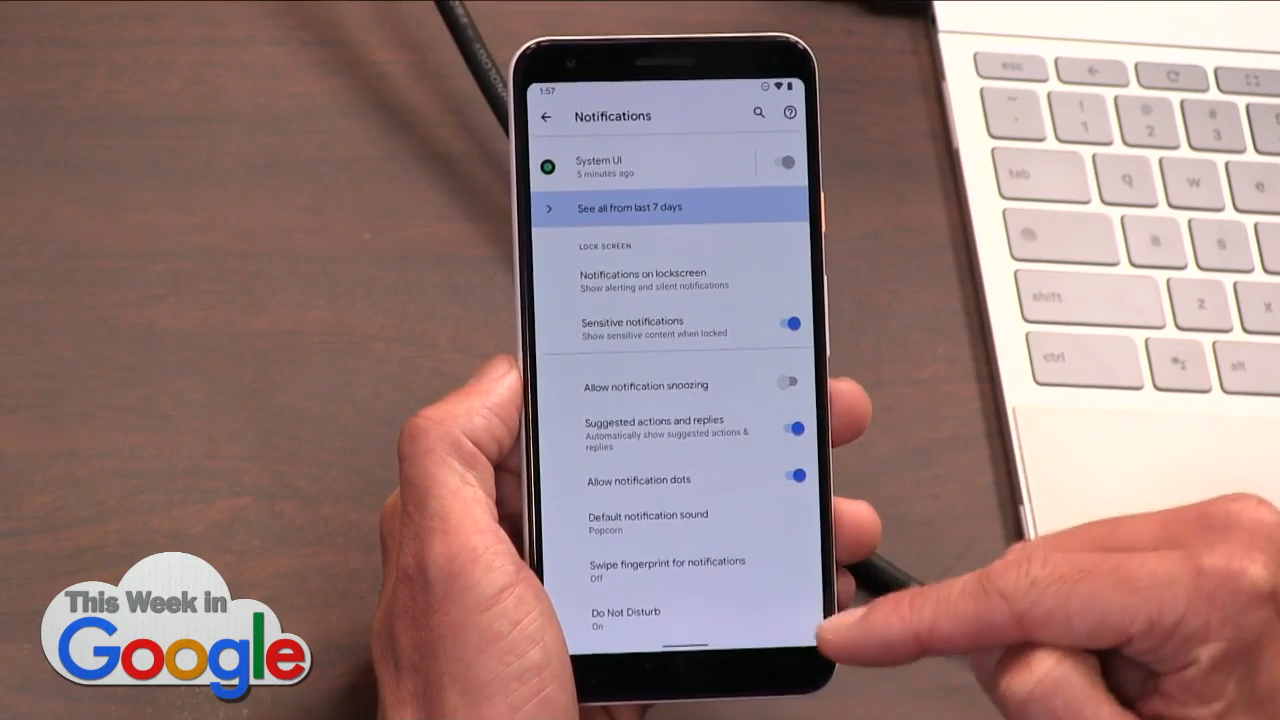 1:57
Notifications
System UI
5 minutes ago
See all from last 7 days
LOCK SCREEN
Notifications on lockscreen
Show alerting and silent notifications
Sensitive notifications
Show sensitive content when locked
Allow notification snoozing
Suggested actions and replies
Automatically show suggested actions &
replies
Allow notification dots
Default notification sound
Popcorn
Swipe fingerprint for notifications
Off
Do Not Disturb
On
esc
~ ! @ #
1 2 3
tab q w e
a s
shift z x
ctrl alt
This Week in
Google